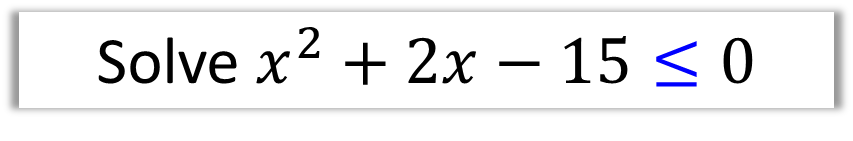 Solve x² + 2x − 15 ≤ 0